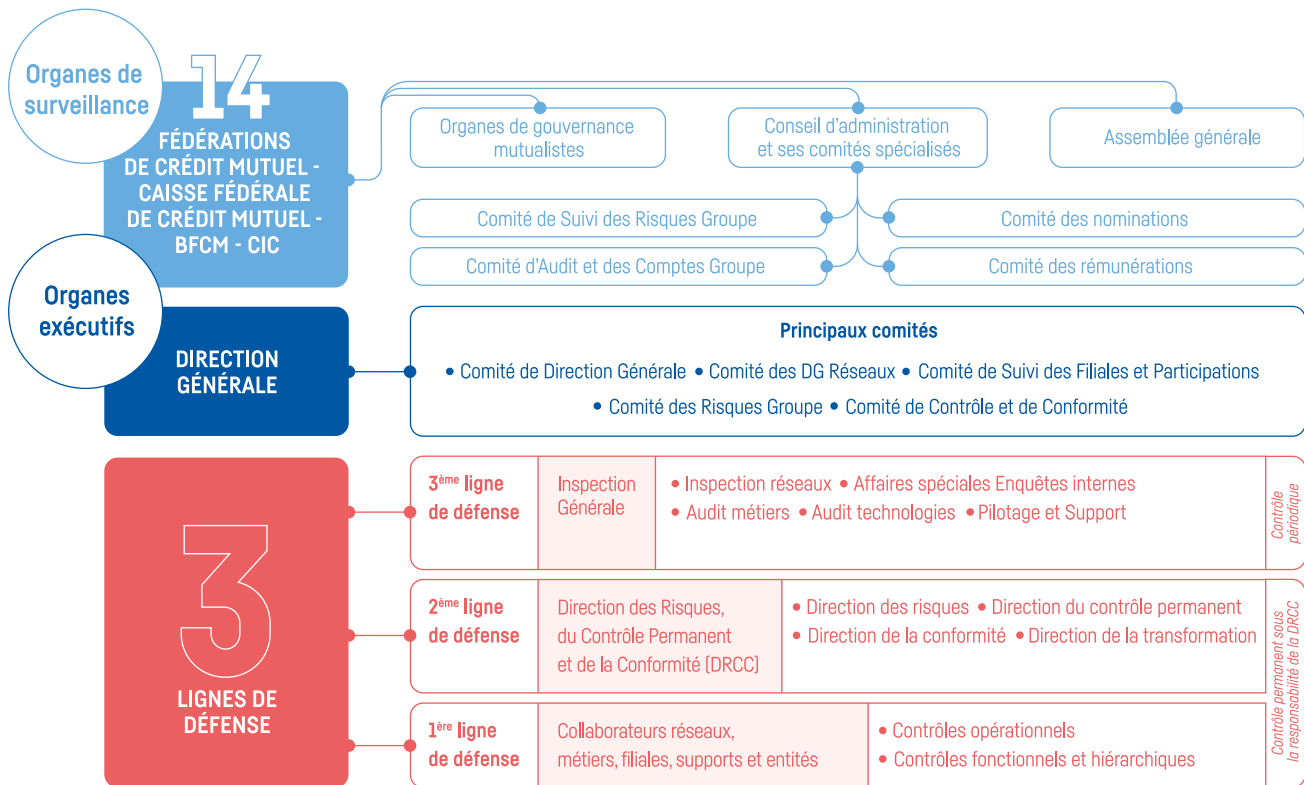 Organes de
surveillance
14
FÉDÉRATIONS
DE CRÉDIT MUTUEL -
CAISSE FÉDÉRALE
DE CRÉDIT MUTUEL -
BFCM - CIC
Organes de gouvernance
mutualistes
Conseil d'administration
et ses comités spécialisés
Assemblée générale
Comité de Suivi des Risques Groupe
Comité des nominations
Comité d'Audit et des Comptes Groupe
Comité des rémunérations
Organes
exécutifs
DIRECTION
GÉNÉRALE
Principaux comités
• Comité de Direction Générale • Comité des DG Réseaux • Comité de Suivi des Filiales et Participations
• Comité des Risques Groupe • Comité de Contrôle et de Conformité
3
LIGNES DE
DÉFENSE
3ème ligne
de défense
Inspection
Générale
• Inspection réseaux • Affaires spéciales Enquêtes internes
• Audit métiers • Audit technologies • Pilotage et Support
Contrôle
périodique
2ème ligne
de défense
Direction des Risques,
du Contrôle Permanent
et de la Conformité (DRCC)
• Direction des risques • Direction du contrôle permanent
• Direction de la conformité • Direction de la transformation
1ère ligne
de défense
Collaborateurs réseaux,
métiers, filiales, supports et entités
• Contrôles opérationnels
• Contrôles fonctionnels et hiérarchiques
Contrôle permanent sous
la responsabilité de la DRCC